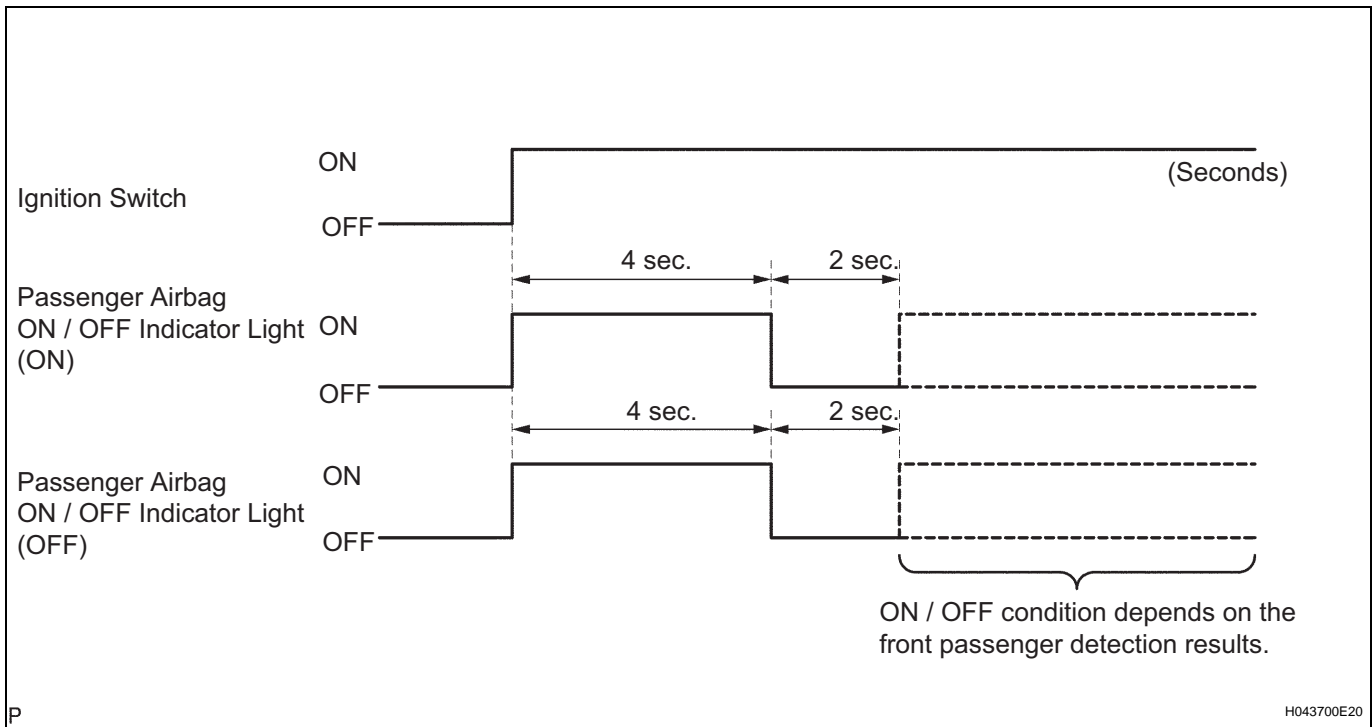 ON
(Seconds)
Ignition Switch
OFF
4 sec.
2 sec.
Passenger Airbag
ON / OFF Indicator Light
(ON)
ON
OFF
4 sec.
2 sec.
Passenger Airbag
ON / OFF Indicator Light
(OFF)
ON
OFF
ON / OFF condition depends on the
front passenger detection results.
P
H043700E20